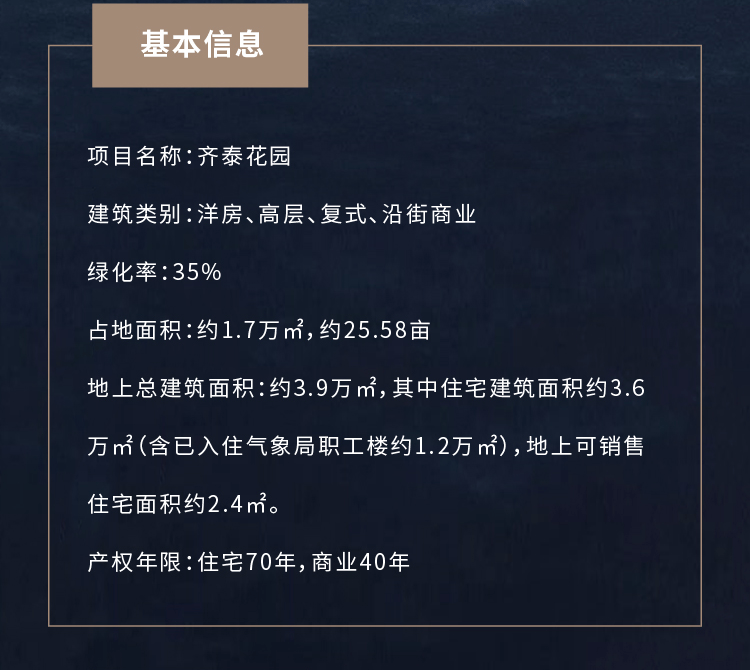 基本信息
项目名称：齐泰花园
建筑类别：洋房、高层、复式、沿街商业
绿化率：35%
占地面积：约1.7万㎡，约25.58亩
地上总建筑面积：约3.9万㎡，其中住宅建筑面积约3.6
万㎡（含已入住气象局职工楼约1.2万㎡），地上可销售
住宅面积约2.4㎡。
产权年限：住宅70年，商业40年